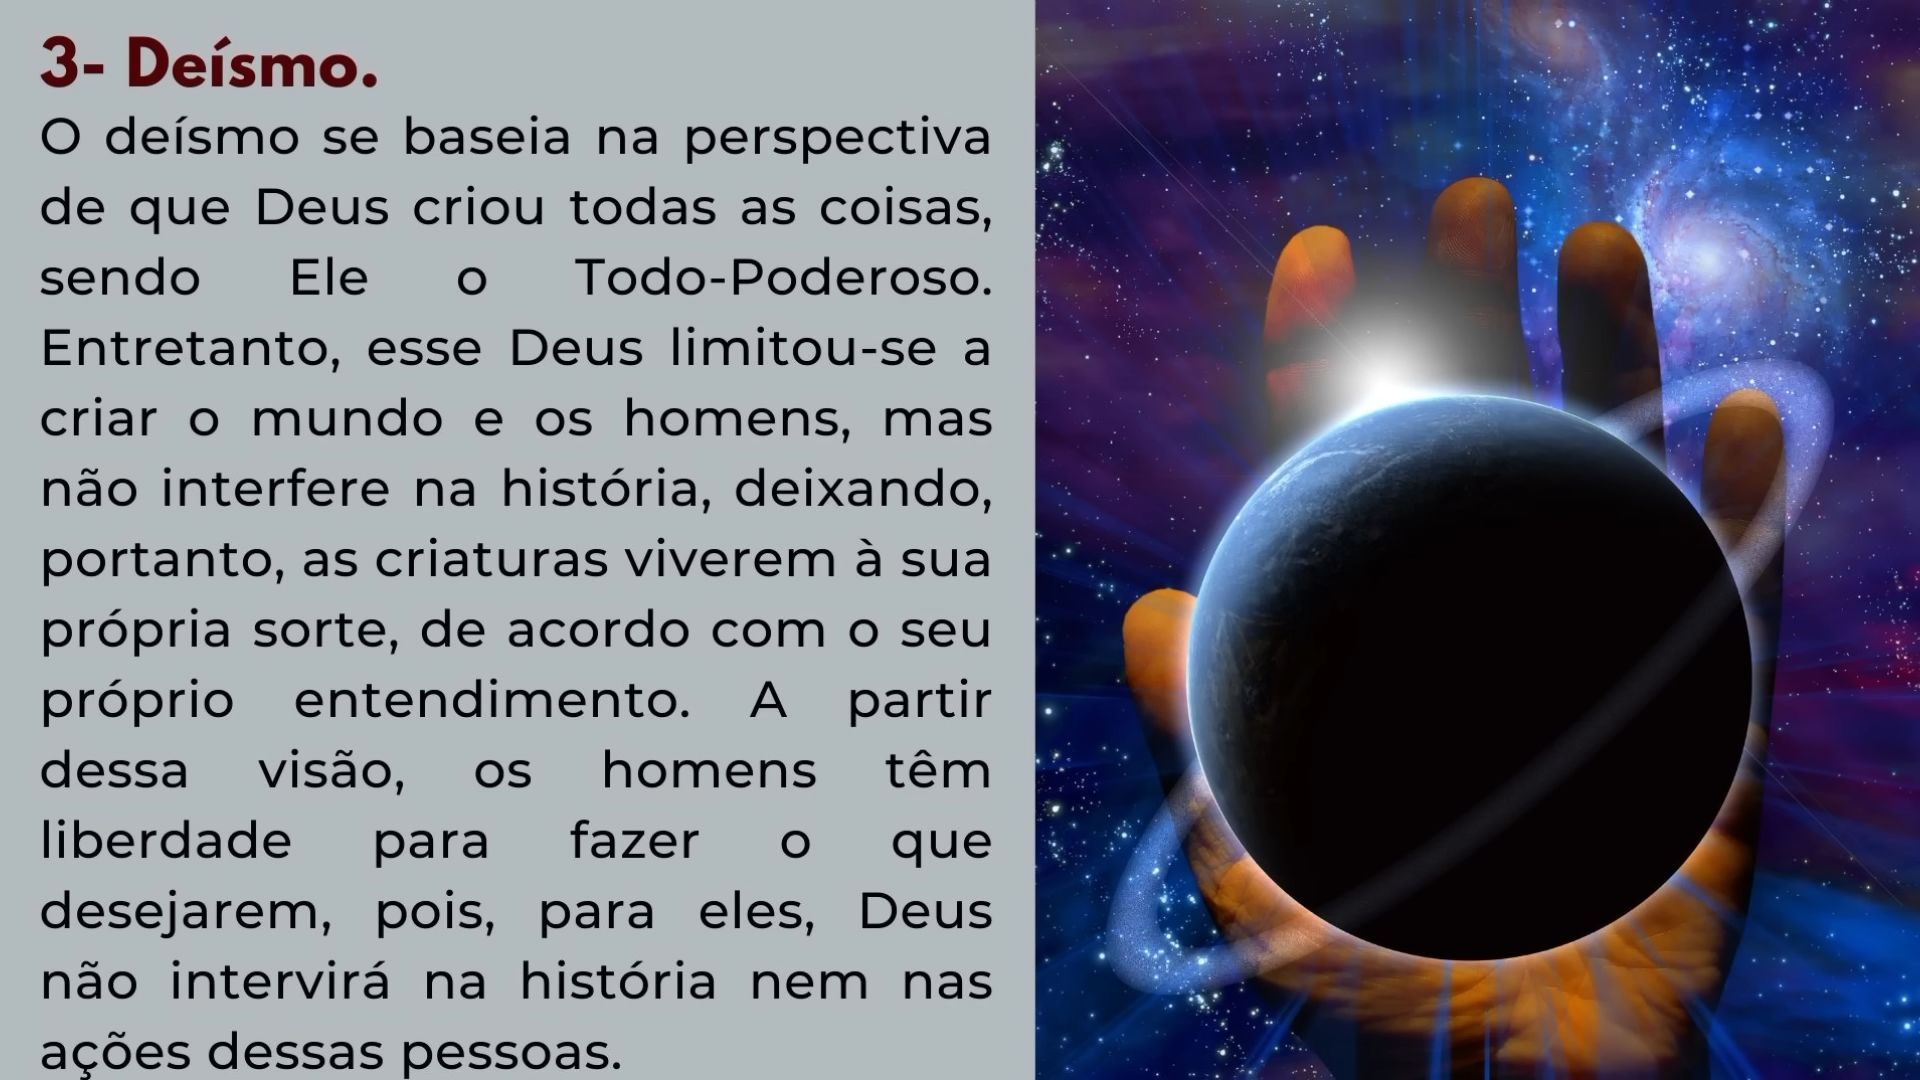 3- Deísmo.
O deísmo se baseia na perspectiva
de que Deus criou todas as coisas,
sendo Ele o Todo-Poderoso.
Entretanto, esse Deus limitou-se a
criar o mundo e os homens, mas
não interfere na história, deixando,
portanto, as criaturas viverem à sua
própria sorte, de acordo com o seu
próprio entendimento. A partir
dessa visão, os homens têm
liberdade para fazer o que
desejarem, pois, para eles, Deus
não intervirá na história nem nas
ações dessas pessoas.